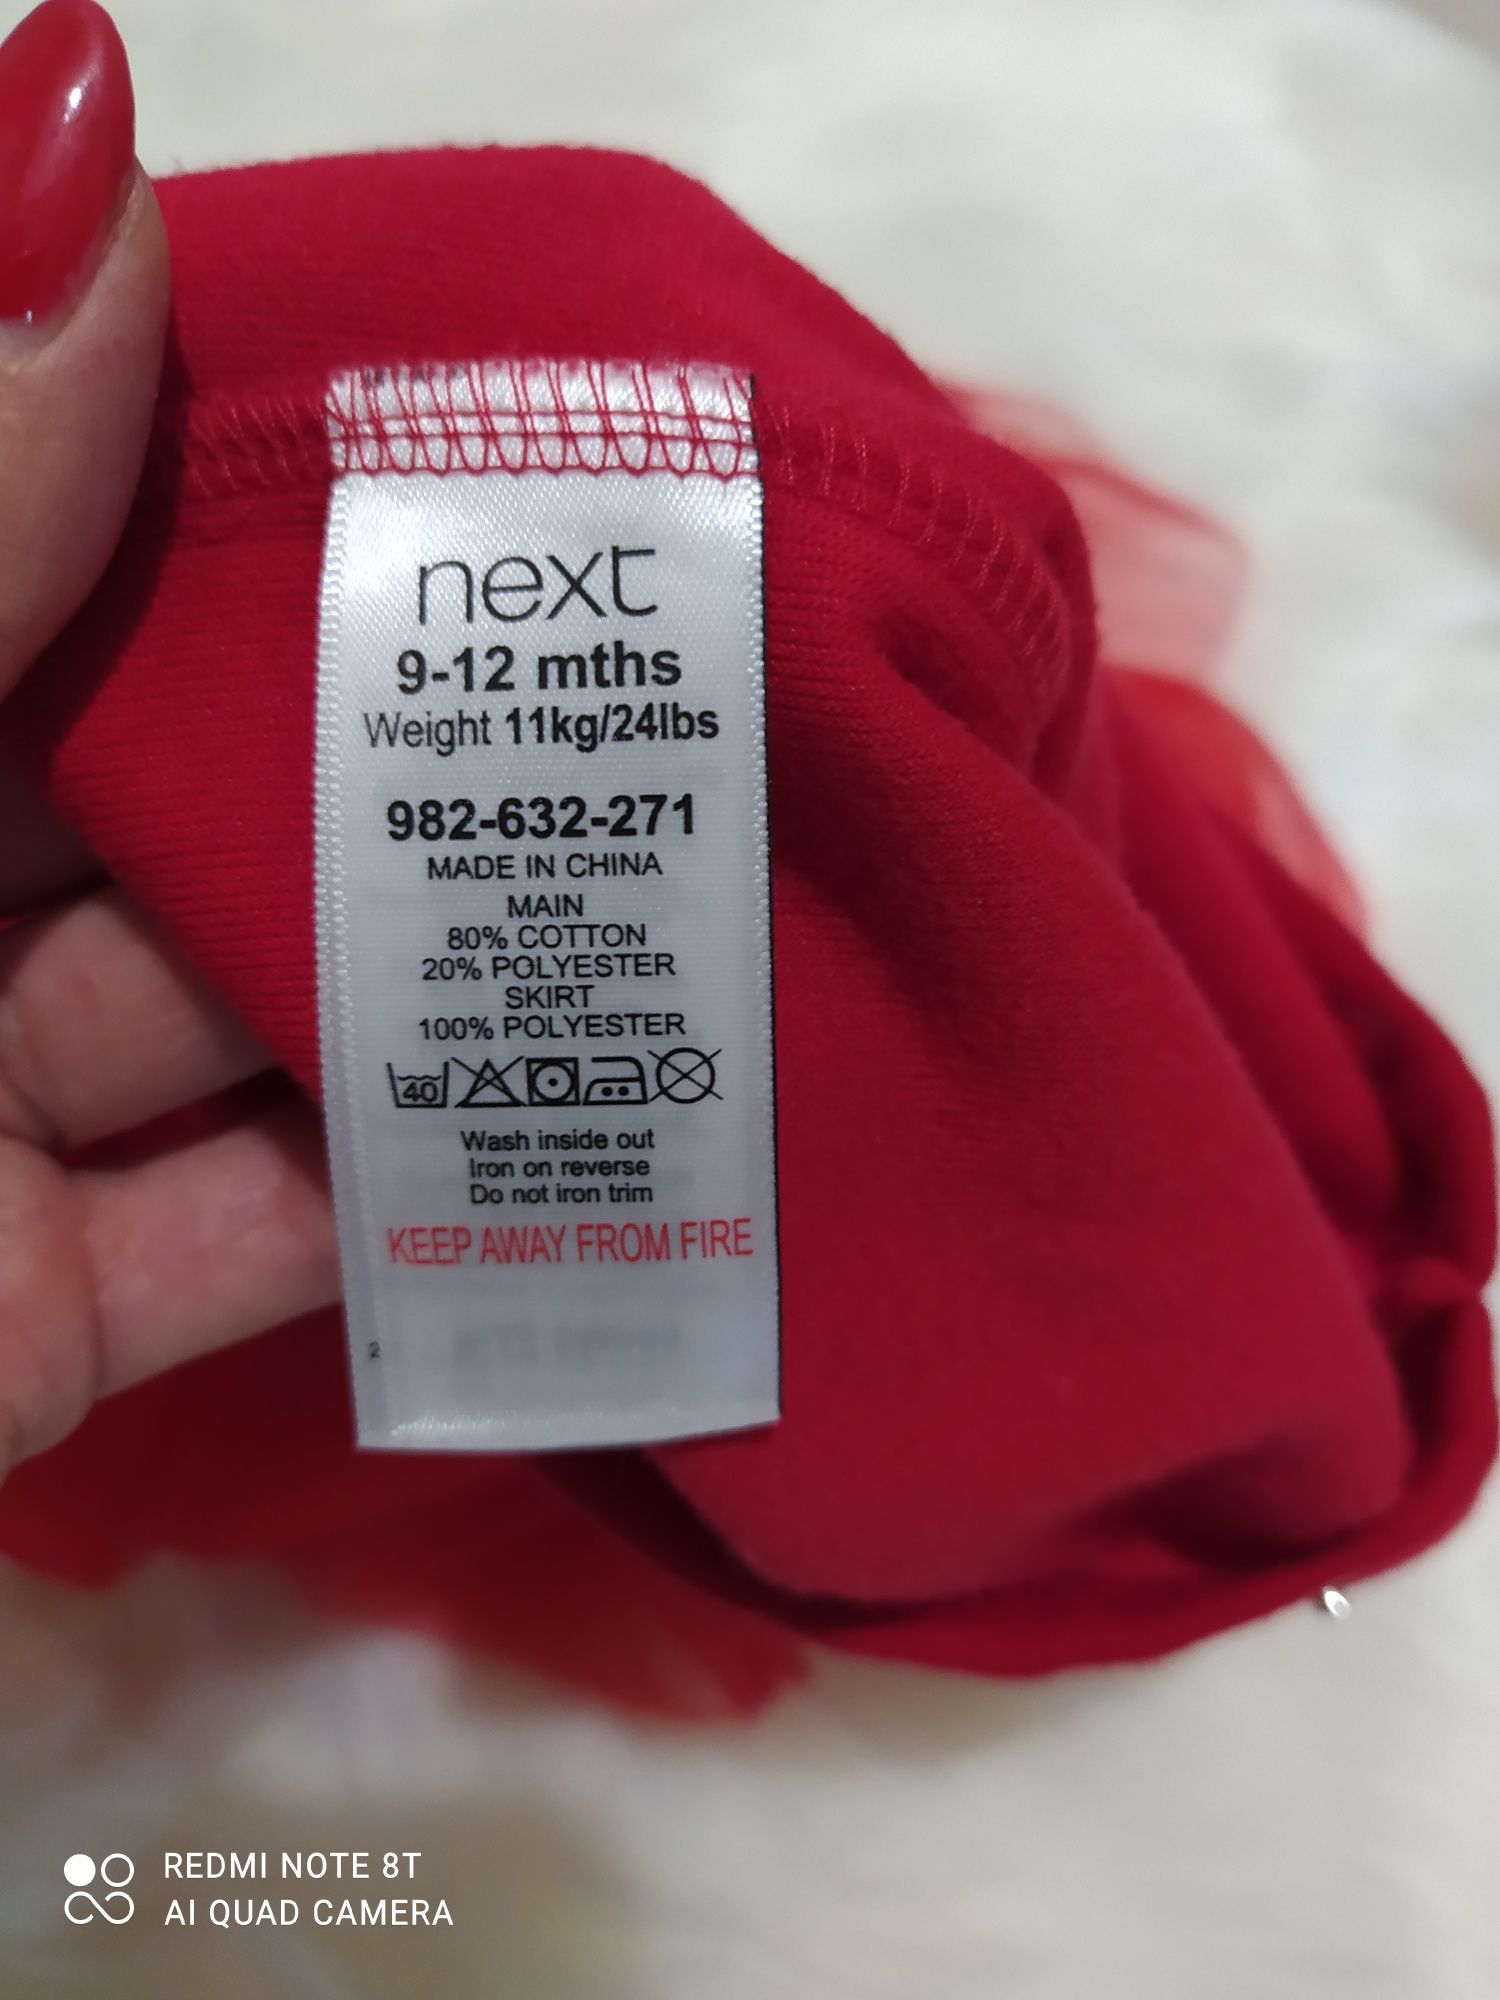 next
9-12 mths
Weight 11kg/24lbs
982-632-271
MADE IN CHINA
MAIN
80% COTTON
20% POLYESTER
SKIRT
100% POLYESTER
40
Wash inside out
Iron on reverse
Do not iron trim
KEEP AWAY FROM FIRE
2
REDMI NOTE 8T
AI QUAD CAMERA